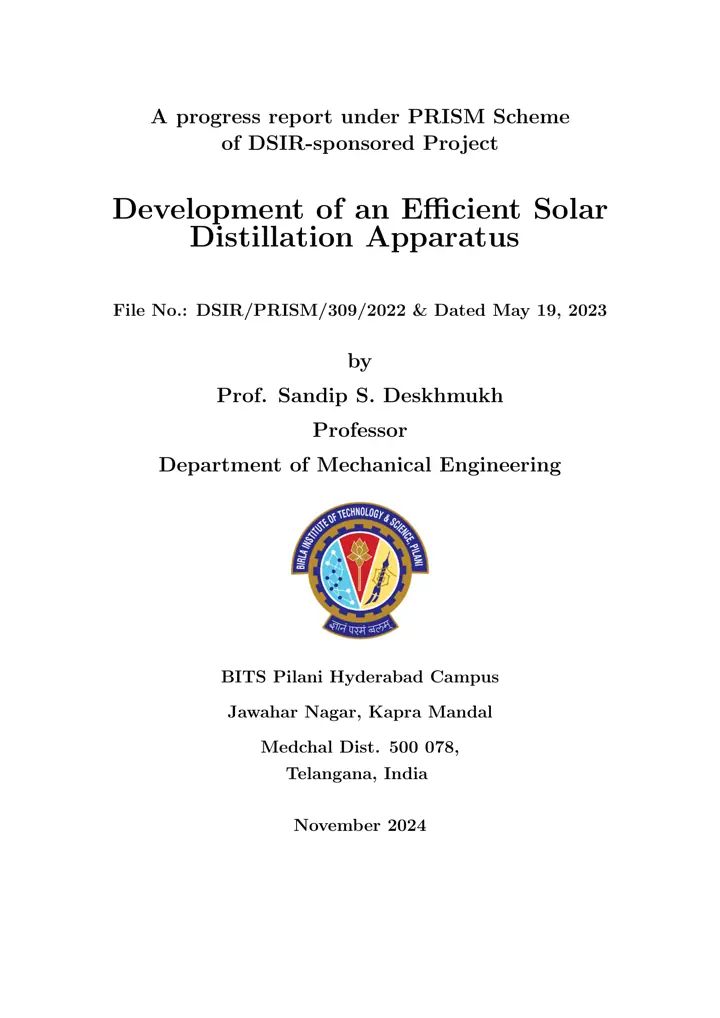 A progress report under PRISM Scheme
of DSIR-sponsored Project
Development of an Efficient Solar
Distillation Apparatus
File No.: DSIR/PRISM/309/2022 & Dated May 19, 2023
by
Prof. Sandip S. Deskhmukh
Professor
Department of Mechanical Engineering
BIRLA INSTITUTE OF TECHNOLOGY & SCIENCE, PILANI
ज्ञानं परमं बलम्
BITS Pilani Hyderabad Campus
Jawahar Nagar, Kapra Mandal
Medchal Dist. 500 078,
Telangana, India
November 2024